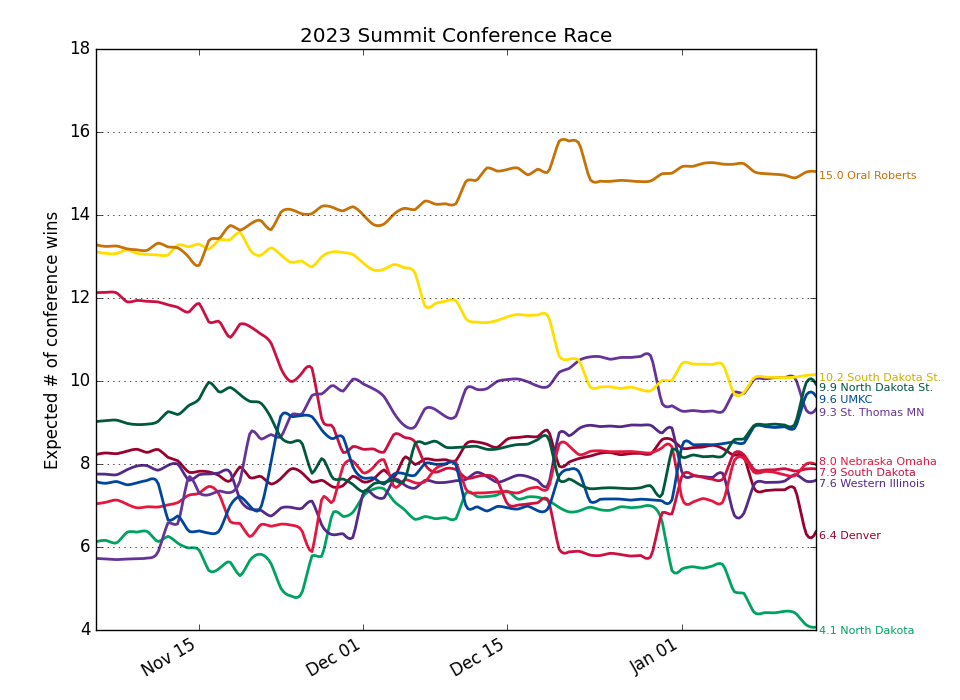 2023 Summit Conference Race
Expected # of conference wins
18
16
14
12
10
8
6
4
Nov 15
Dec 01
Dec 15
Jan 01
15.0 Oral Roberts
10.2 South Dakota St.
9.9 North Dakota St.
9.6 UMKC
9.3 St. Thomas MN
8.0 Nebraska Omaha
7.9 South Dakota
7.6 Western Illinois
6.4 Denver
4.1 North Dakota